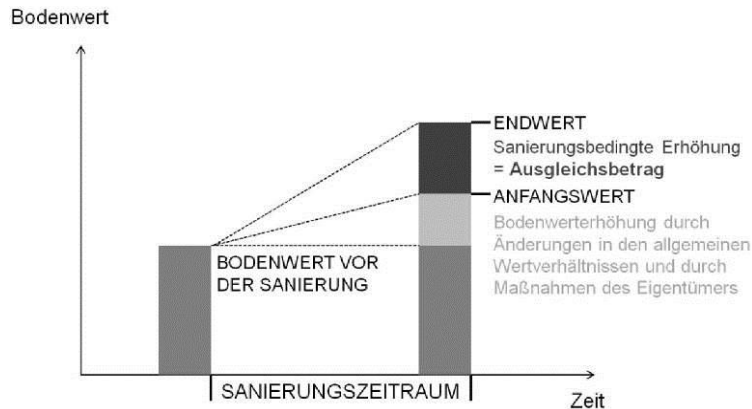 Bodenwert
ENDWERT
Sanierungsbedingte Erhöhung
= Ausgleichsbetrag
ANFANGSWERT
Bodenwerterhöhung durch
Änderungen in den allgemeinen
Wertverhältnissen und durch
Maßnahmen des Eigentümers
BODENWERT VOR
DER SANIERUNG
SANIERUNGSZEITRAUM
Zeit